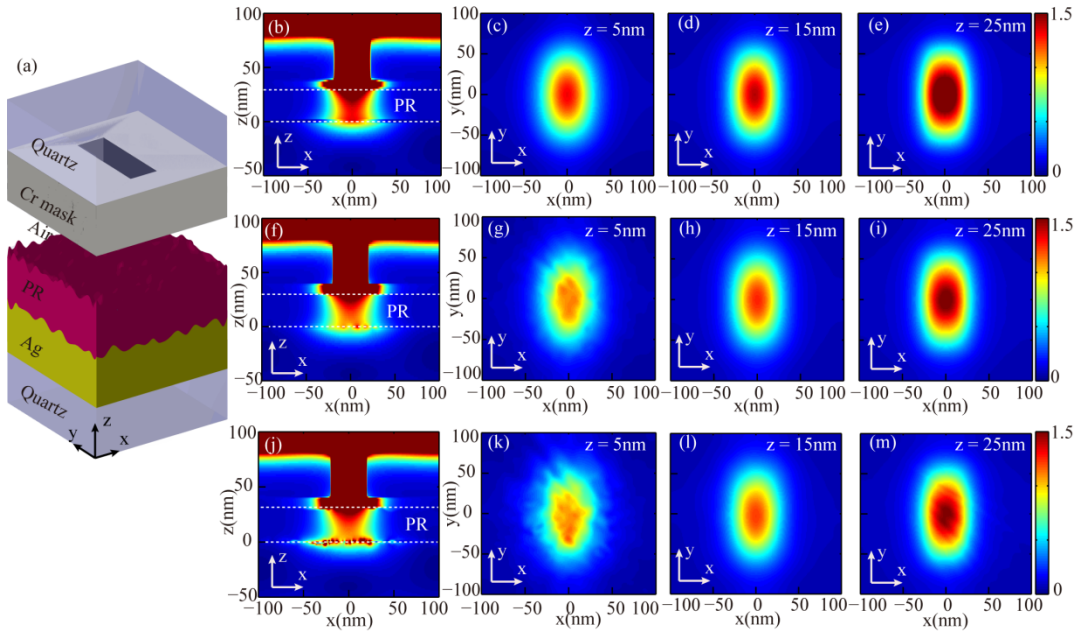 (a)
Quartz
Cr mask
Air
PR
Ag
Quartz
z
y
x
(b)
100
50
0
−50
z(nm)
PR
z
x
−100 −50 0 50 100
x(nm)
(c) z = 5nm
100
50
0
−50
−100
y(nm)
y
x
−100 −50 0 50 100
x(nm)
(d) z = 15nm
y
x
−100 −50 0 50 100
x(nm)
(e) z = 25nm
y
x
−100 −50 0 50 100
x(nm)
1.5
0
(f)
100
50
0
−50
z(nm)
PR
z
x
−100 −50 0 50 100
x(nm)
(g) z = 5nm
100
50
0
−50
−100
y(nm)
y
x
−100 −50 0 50 100
x(nm)
(h) z = 15nm
y
x
−100 −50 0 50 100
x(nm)
(i) z = 25nm
y
x
−100 −50 0 50 100
x(nm)
1.5
0
(j)
100
50
0
50
z(nm)
PR
z
x
−100 −50 0 50 100
x(nm)
(k) z = 5nm
100
50
0
−50
−100
y(nm)
y
x
−100 −50 0 50 100
x(nm)
(l) z = 15nm
y
x
−100 −50 0 50 100
x(nm)
(m) z = 25nm
y
x
−100 −50 0 50 100
x(nm)
1.5
0